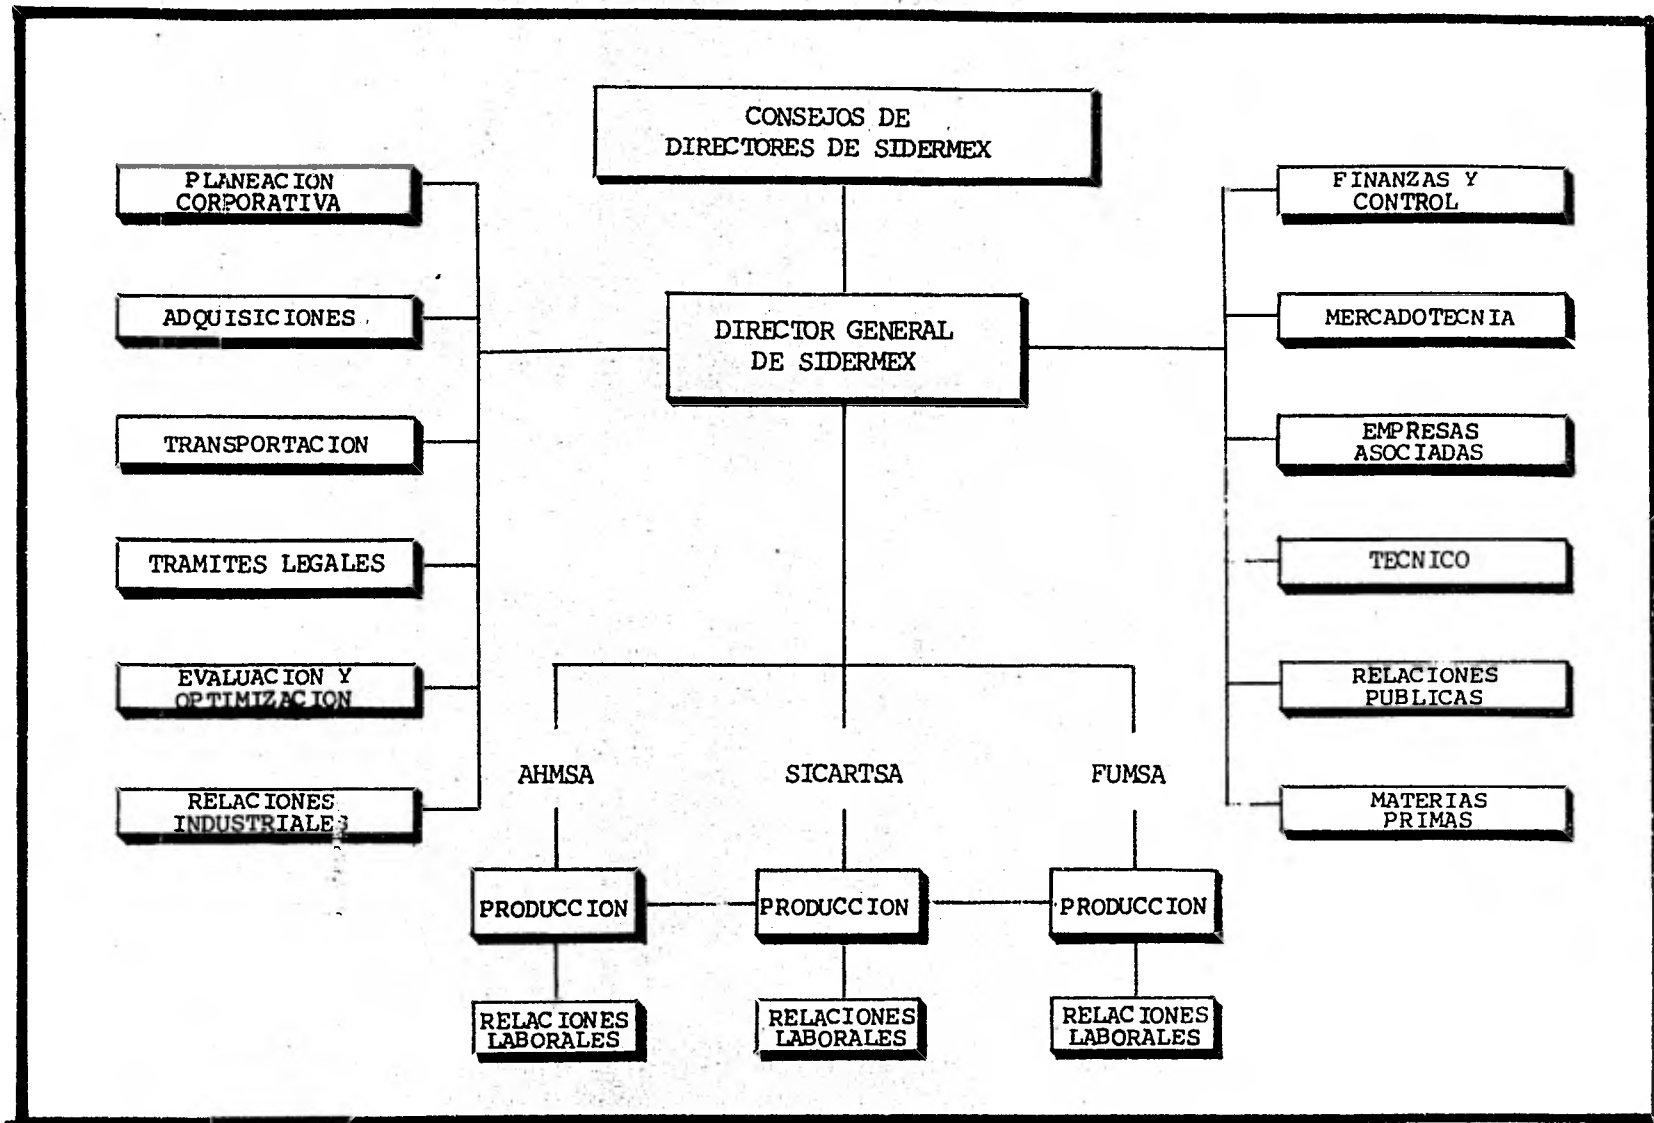 CONSEJOS DE
DIRECTORES DE SIDERMEX
PLANEACION
CORPORATIVA
FINANZAS Y
CONTROL
ADQUISICIONES
DIRECTOR GENERAL
DE SIDERMEX
MERCADOTECNIA
TRANSPORTACION
EMPRESAS
ASOCIADAS
TRAMITES LEGALES
TECNICO
EVALUACION Y
OPTIMIZACION
RELACIONES
PUBLICAS
RELACIONES
INDUSTRIALES
MATERIAS
PRIMAS
AHMSA
SICARTSA
FUMSA
PRODUCCION
PRODUCCION
PRODUCCION
RELACIONES
LABORALES
RELACIONES
LABORALES
RELACIONES
LABORALES